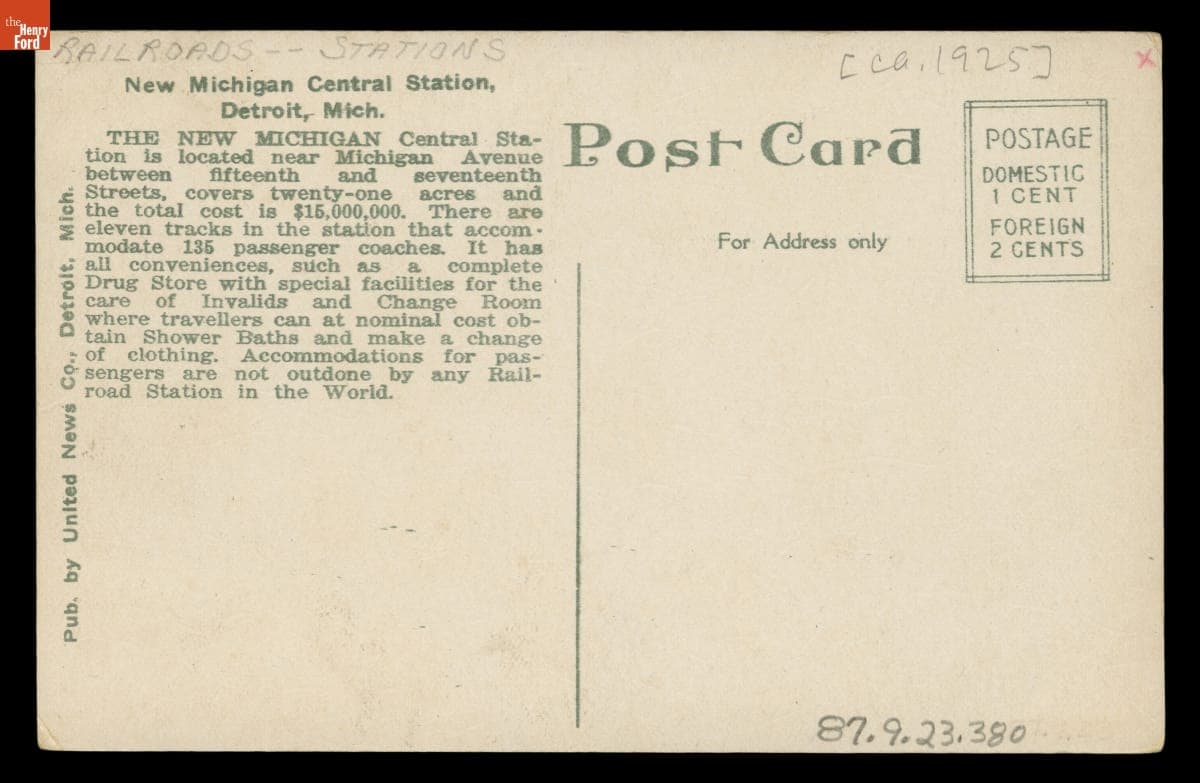 the
Henry
Ford
RAILROADS -- STATIONS
[ca. 1925]
x
New Michigan Central Station,
Detroit, Mich.
THE NEW MICHIGAN Central Sta-
tion is located near Michigan Avenue
between fifteenth and seventeenth
Streets, covers twenty-one acres and
the total cost is $15,000,000. There are
eleven tracks in the station that accom-
modate 135 passenger coaches. It has
all conveniences, such as a complete
Drug Store with special facilities for the
care of Invalids and Change Room
where travellers can at nominal cost ob-
tain Shower Baths and make a change
of clothing. Accommodations for pas-
sengers are not outdone by any Rail-
road Station in the World.
Pub. by United News Co., Detroit, Mich.
Post Card
For Address only
POSTAGE
DOMESTIC
1 CENT
FOREIGN
2 CENTS
87.9.23.380